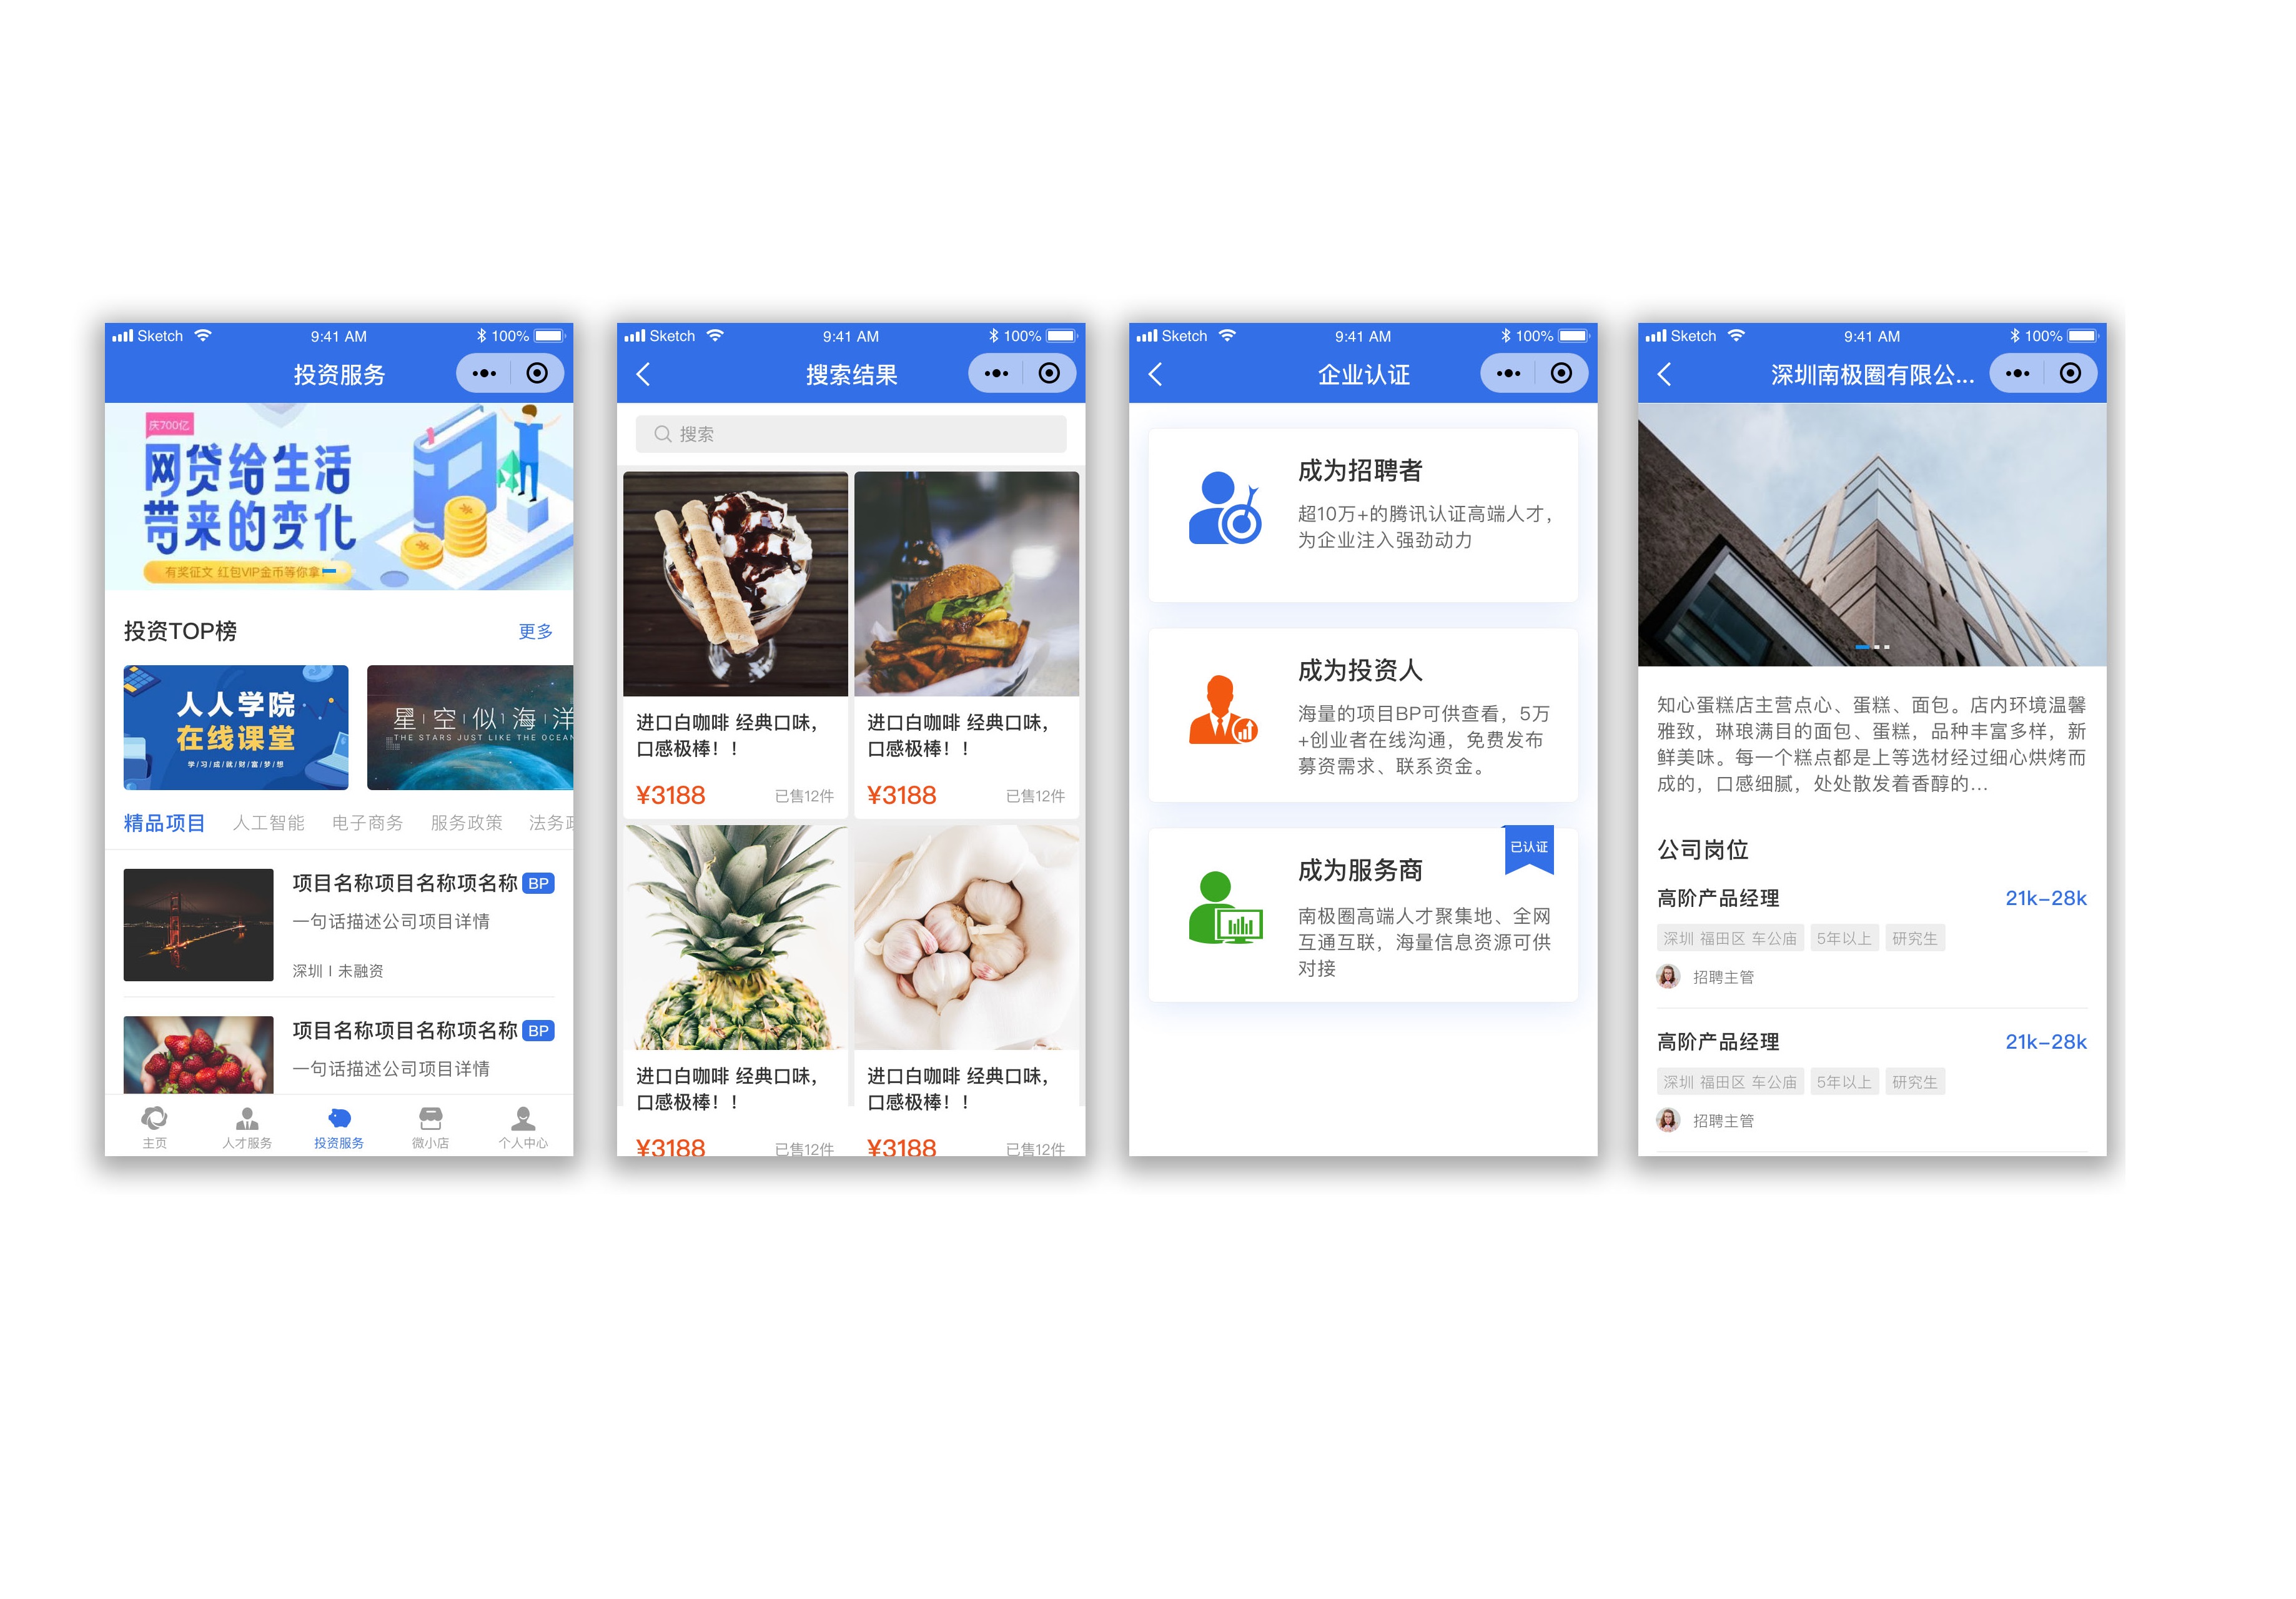 Sketch
9:41 AM
100%
投资服务
庆700亿
网贷给生活
带来的变化
有奖征文 红包VIP金币等你拿!
投资TOP榜
更多
人人学院
在线课堂
学/习/成/就/财/富/梦/想
星空似海洋
THE STARS JUST LIKE THE OCEAN
精品项目
人工智能
电子商务
服务政策
法务政
项目名称项目名称项名称 BP
一句话描述公司项目详情
深圳 | 未融资
项目名称项目名称项名称 BP
一句话描述公司项目详情
主页
人才服务
投资服务
微小店
个人中心
Sketch
9:41 AM
100%
搜索结果
搜索
进口白咖啡 经典口味，
口感极棒！！
¥3188
已售12件
进口白咖啡 经典口味，
口感极棒！！
¥3188
已售12件
进口白咖啡 经典口味，
口感极棒！！
¥3188
已售12件
进口白咖啡 经典口味，
口感极棒！！
¥3188
已售12件
Sketch
9:41 AM
100%
企业认证
成为招聘者
超10万+的腾讯认证高端人才，
为企业注入强劲动力
成为投资人
海量的项目BP可供查看，5万
+创业者在线沟通，免费发布
募资需求、联系资金。
已认证
成为服务商
南极圈高端人才聚集地、全网
互通互联，海量信息资源可供
对接
Sketch
9:41 AM
100%
深圳南极圈有限公...
知心蛋糕店主营点心、蛋糕、面包。店内环境温馨
雅致，琳琅满目的面包、蛋糕，品种丰富多样，新
鲜美味。每一个糕点都是上等选材经过细心烘烤而
成的，口感细腻，处处散发着香醇的...
公司岗位
高阶产品经理
21k-28k
深圳 福田区 车公庙
5年以上
研究生
招聘主管
高阶产品经理
21k-28k
深圳 福田区 车公庙
5年以上
研究生
招聘主管